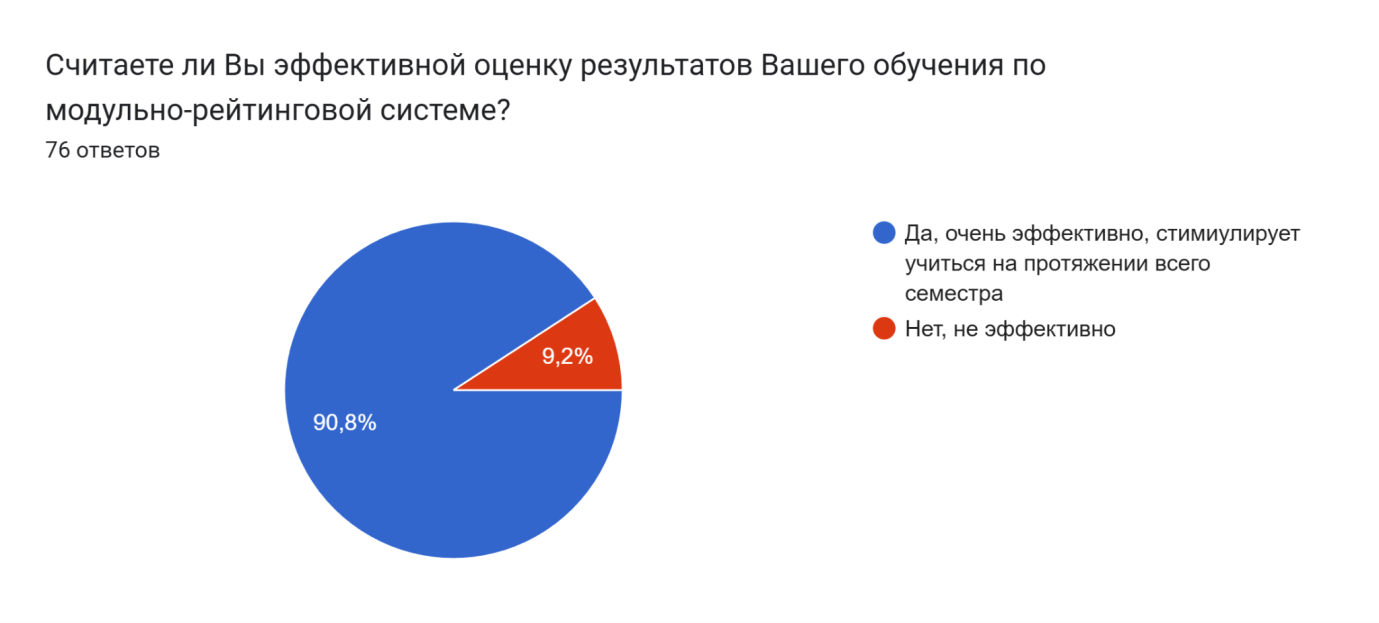 Считаете ли Вы эффективной оценку результатов Вашего обучения по
модульно-рейтинговой системе?
76 ответов
Да, очень эффективно, стимиулирует
учиться на протяжении всего
семестра
Нет, не эффективно
9,2%
90,8%